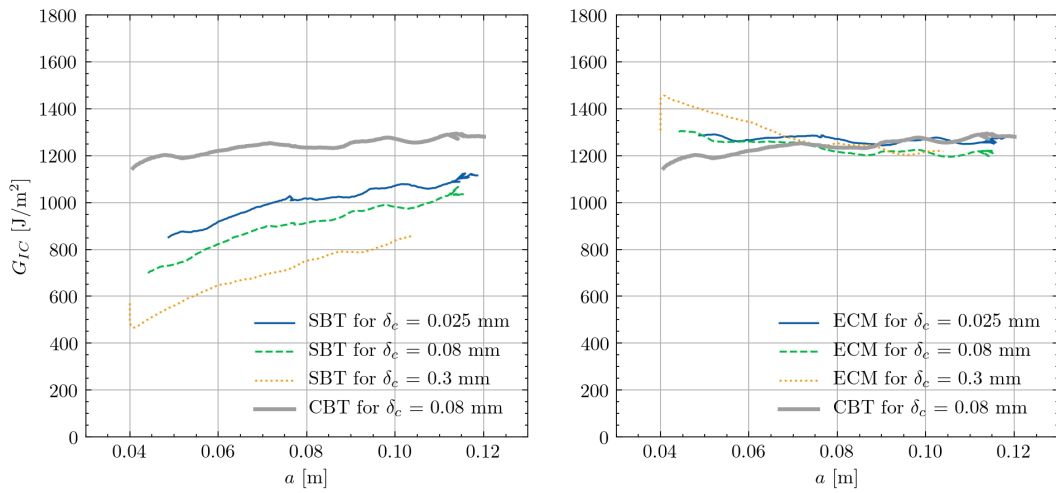 1800
1600
1400
1200
1000
800
600
400
200
0
G_IC [J/m²]
SBT for δ_c = 0.025 mm
SBT for δ_c = 0.08 mm
SBT for δ_c = 0.3 mm
CBT for δ_c = 0.08 mm
0.04 0.06 0.08 0.10 0.12
a [m]
1800
1600
1400
1200
1000
800
600
400
200
0
ECM for δ_c = 0.025 mm
ECM for δ_c = 0.08 mm
ECM for δ_c = 0.3 mm
CBT for δ_c = 0.08 mm
0.04 0.06 0.08 0.10 0.12
a [m]